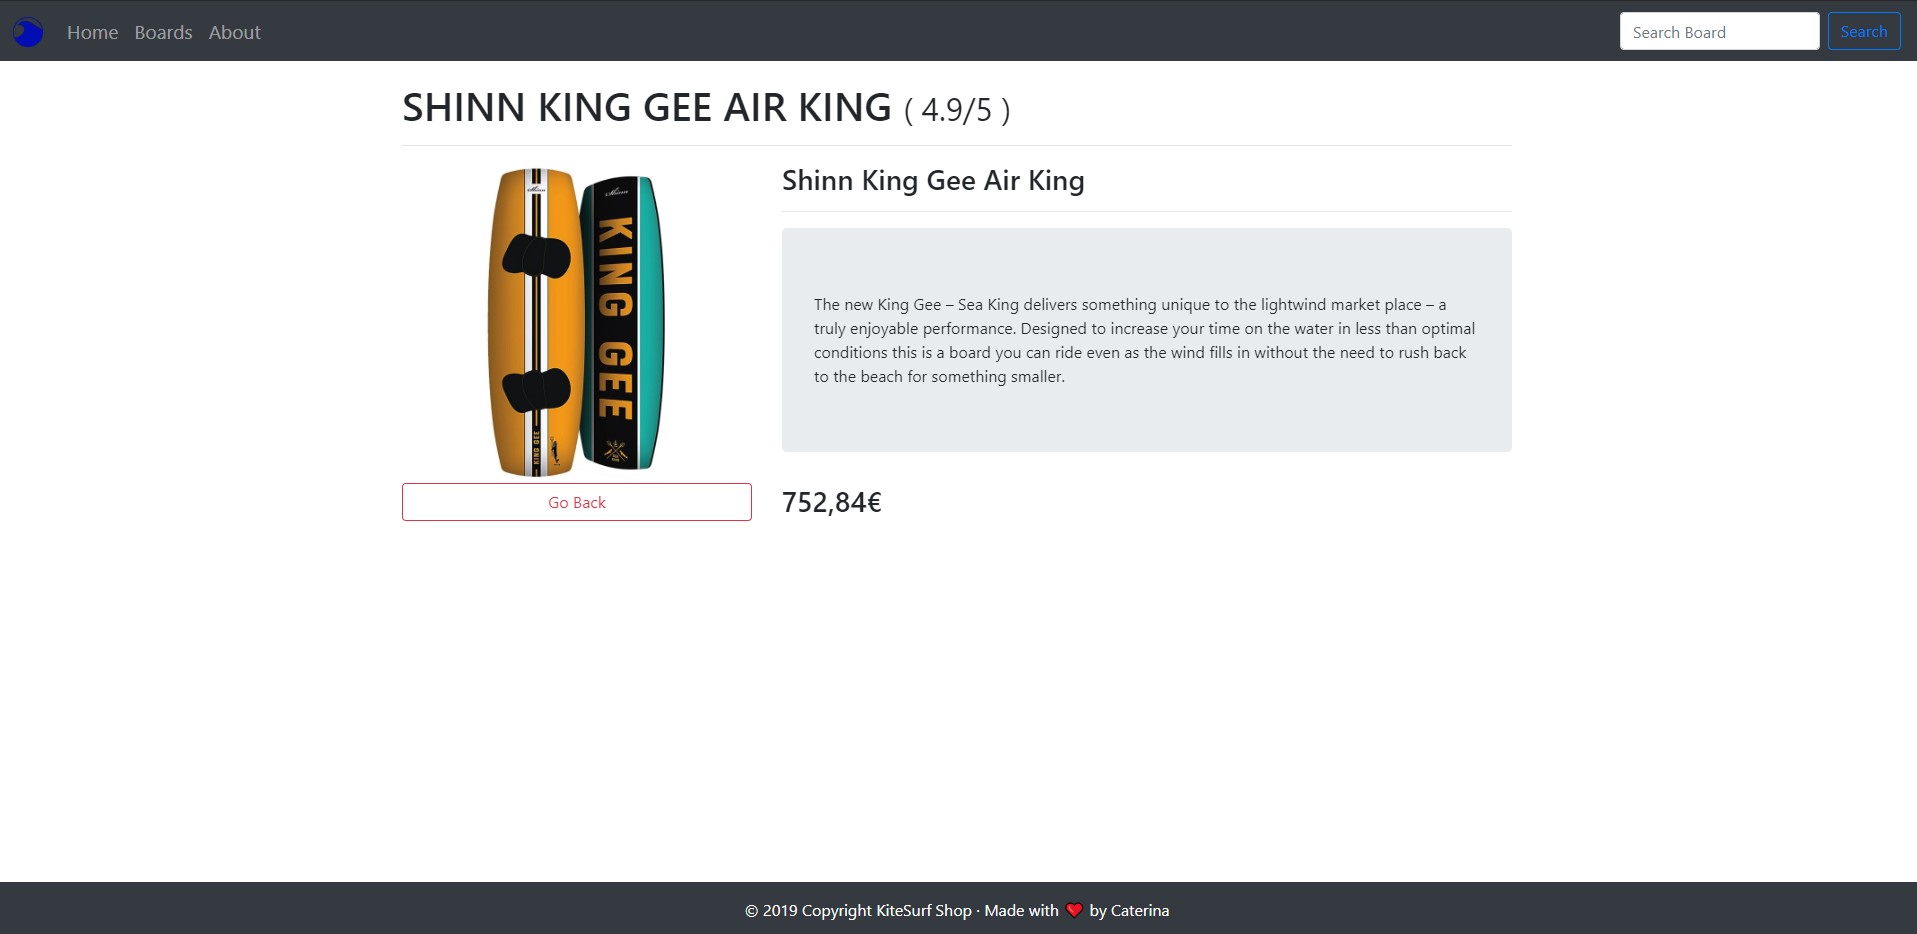 Home Boards About Search Board Search
SHINN KING GEE AIR KING ( 4.9/5 )
Shinn King Gee Air King
Shinn
Shinn
KING GEE
KING GEE
The new King Gee – Sea King delivers something unique to the lightwind market place – a
truly enjoyable performance. Designed to increase your time on the water in less than optimal
conditions this is a board you can ride even as the wind fills in without the need to rush back
to the beach for something smaller.
Go Back
752,84€
© 2019 Copyright KiteSurf Shop · Made with ❤ by Caterina